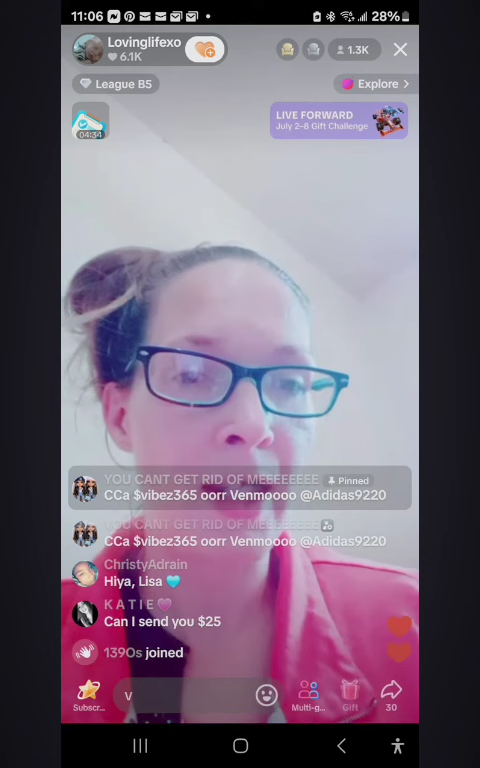 11:06
28%
Lovinglifexo
6.1K
1.3K
League B5
Explore
04:34
LIVE FORWARD
July 2-8 Gift Challenge
YOU CANT GET RID OF MEEEEEEE Pinned
CCa $vibez365 oorr Venmoooo @Adidas9220
YOU CANT GET RID OF MEEEEEEE
CCa $vibez365 oorr Venmoooo @Adidas9220
ChristyAdrain
Hiya, Lisa 🩵
KATIE🩷
Can I send you $25
139Os joined
V
Subscr...
Multi-g...
Gift
30